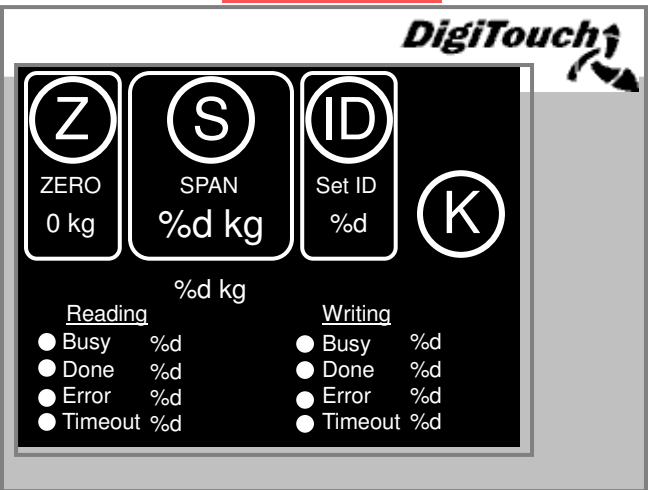 DigiTouch
Z
S
ID
ZERO
SPAN
Set ID
0 kg
%d kg
%d
K
%d kg
Reading
Writing
Busy %d
Busy %d
Done %d
Done %d
Error %d
Error %d
Timeout %d
Timeout %d